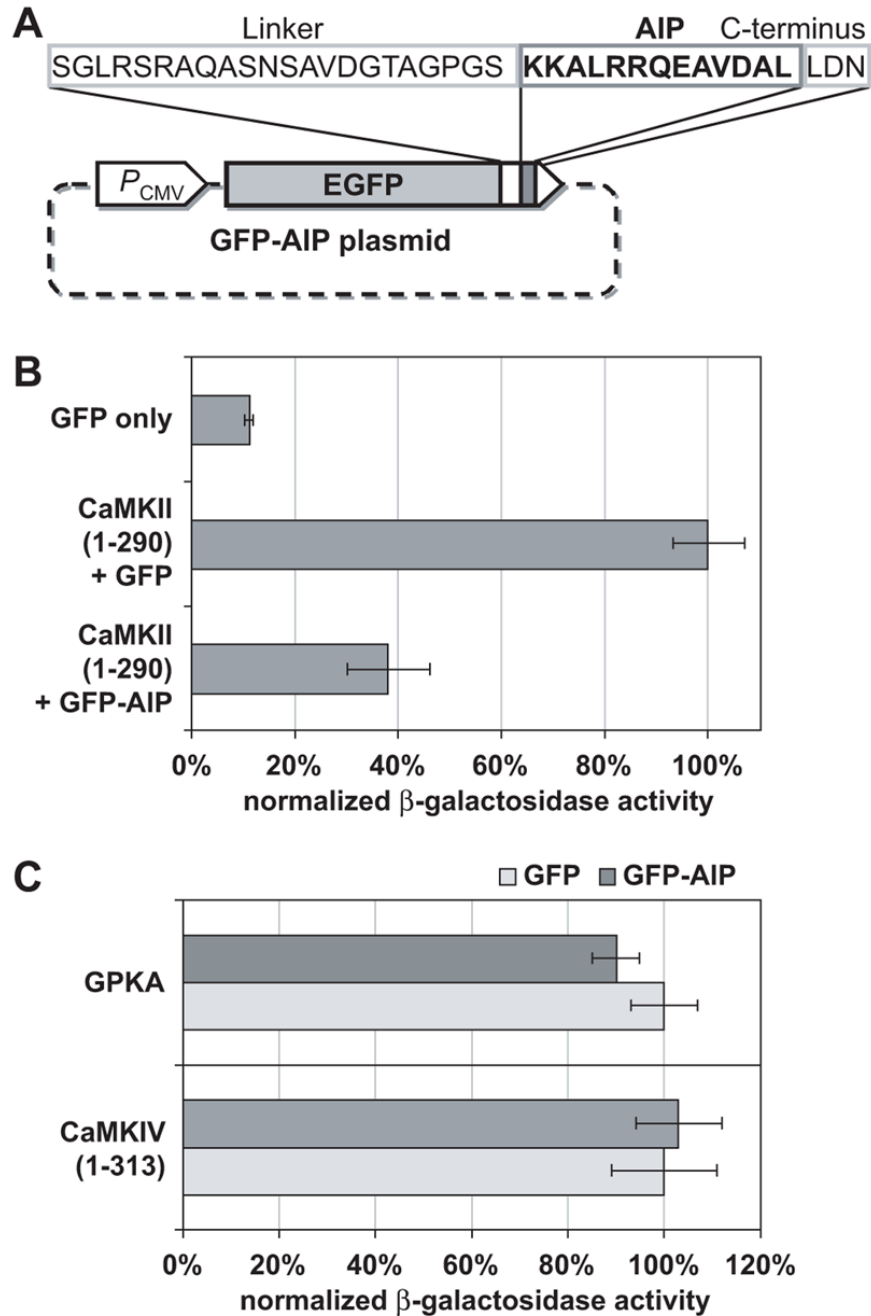 A
Linker AIP C-terminus
SGLRSRAQASNSAVDGTAGPGS KKALRRQEAVDAL LDN
PCMV EGFP
GFP-AIP plasmid
B
GFP only
CaMKII
(1-290)
+ GFP
CaMKII
(1-290)
+ GFP-AIP
0% 20% 40% 60% 80% 100%
normalized β-galactosidase activity
C
GFP GFP-AIP
GPKA
CaMKIV
(1-313)
0% 20% 40% 60% 80% 100% 120%
normalized β-galactosidase activity